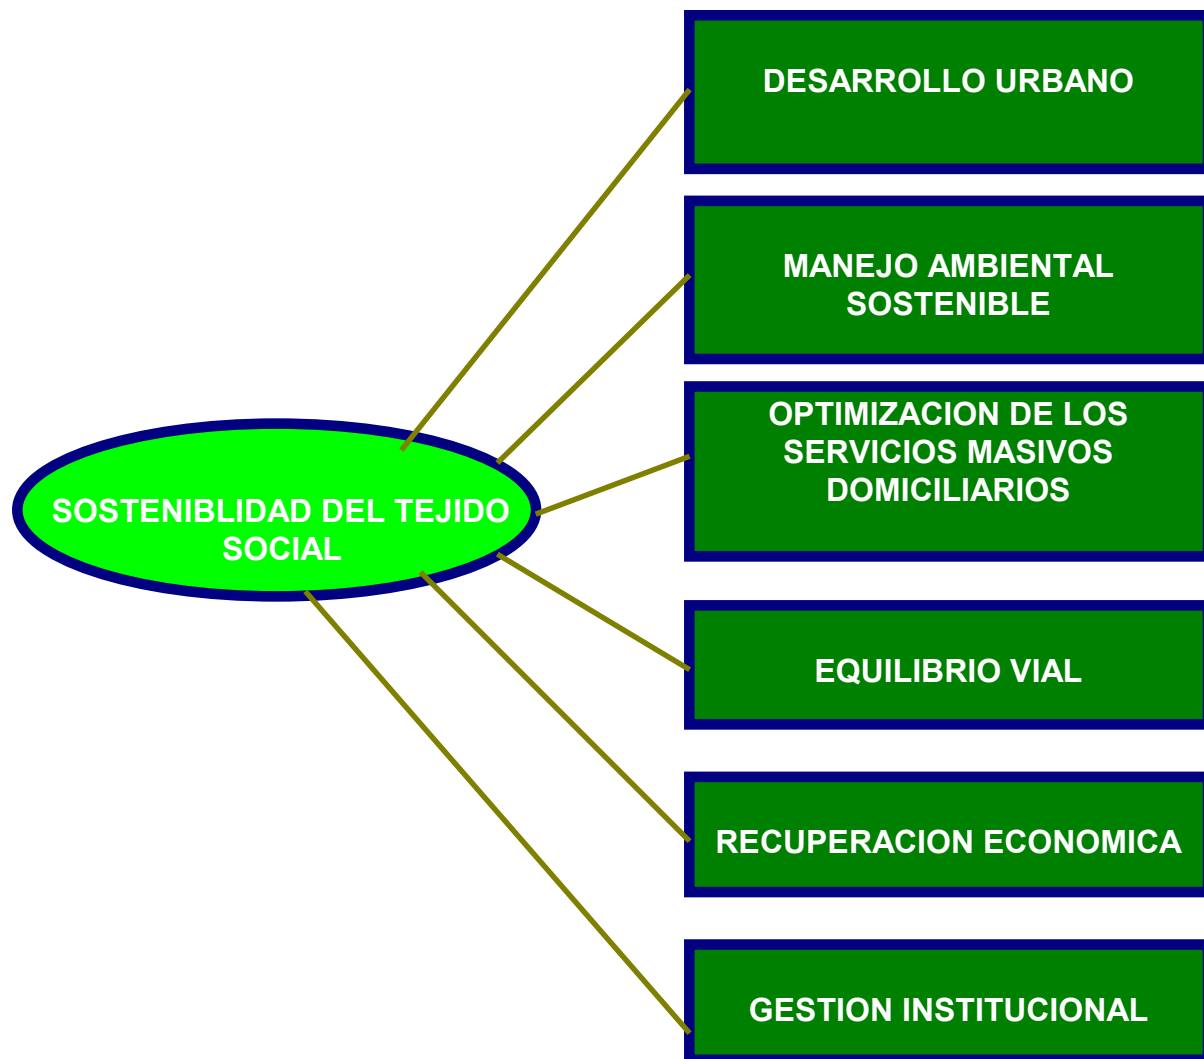 DESARROLLO URBANO
MANEJO AMBIENTAL
SOSTENIBLE
OPTIMIZACION DE LOS
SERVICIOS MASIVOS
DOMICILIARIOS
SOSTENIBLIDAD DEL TEJIDO
SOCIAL
EQUILIBRIO VIAL
RECUPERACION ECONOMICA
GESTION INSTITUCIONAL